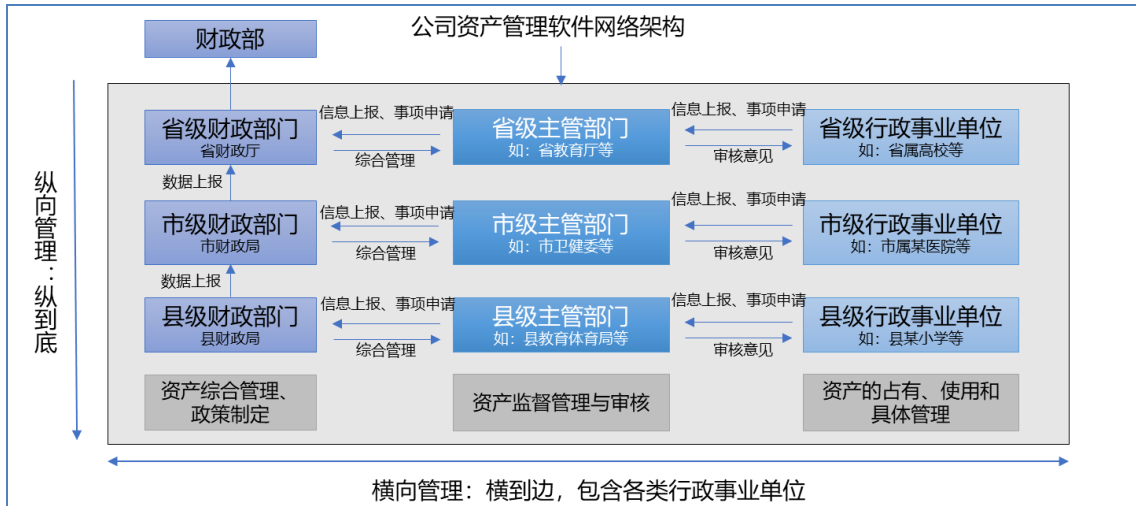 公司资产管理软件网络架构
财政部
省级财政部门
省财政厅
信息上报、事项申请
综合管理
省级主管部门
如：省教育厅等
信息上报、事项申请
审核意见
省级行政事业单位
如：省属高校等
数据上报
市级财政部门
市财政局
信息上报、事项申请
综合管理
市级主管部门
如：市卫健委等
信息上报、事项申请
审核意见
市级行政事业单位
如：市属某医院等
数据上报
县级财政部门
县财政局
信息上报、事项申请
综合管理
县级主管部门
如：县教育体育局等
信息上报、事项申请
审核意见
县级行政事业单位
如：县某小学等
资产综合管理、
政策制定
资产监督管理与审核
资产的占有、使用和
具体管理
纵向管理：纵到底
横向管理：横到边，包含各类行政事业单位